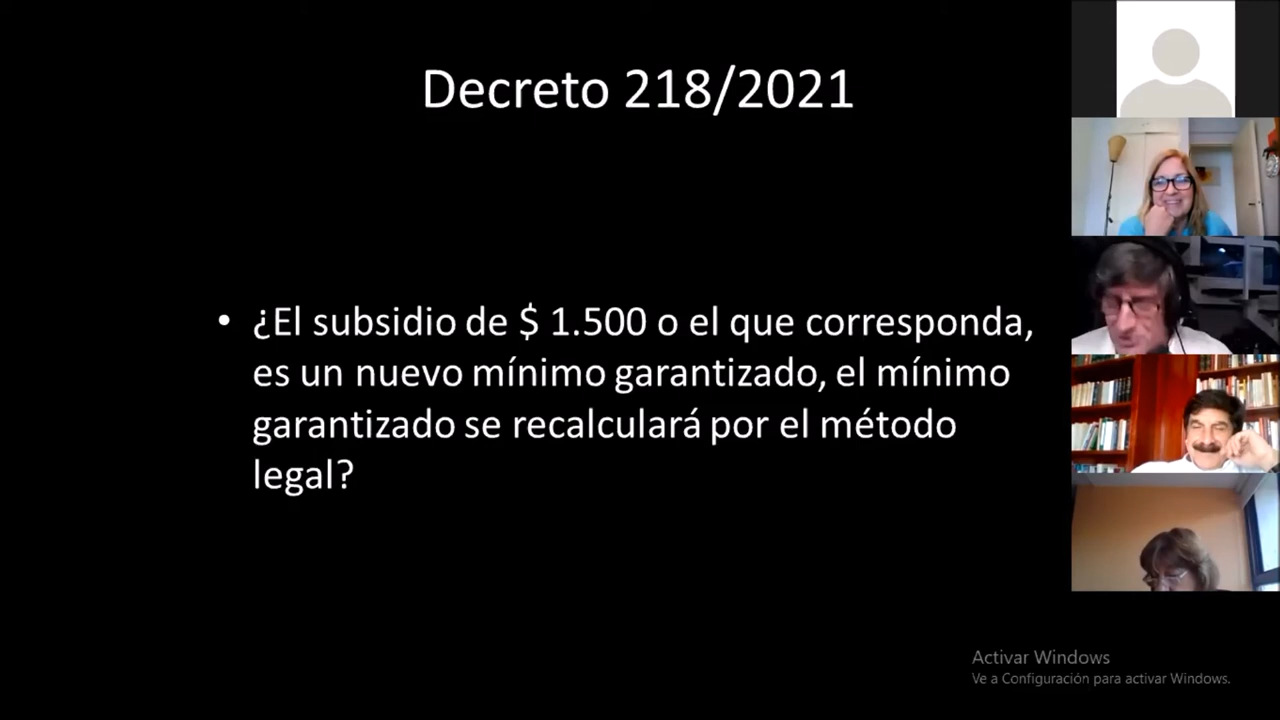 Decreto 218/2021
• ¿El subsidio de $ 1.500 o el que corresponda,
es un nuevo mínimo garantizado, el mínimo
garantizado se recalculará por el método
legal?
Activar Windows
Ve a Configuración para activar Windows.